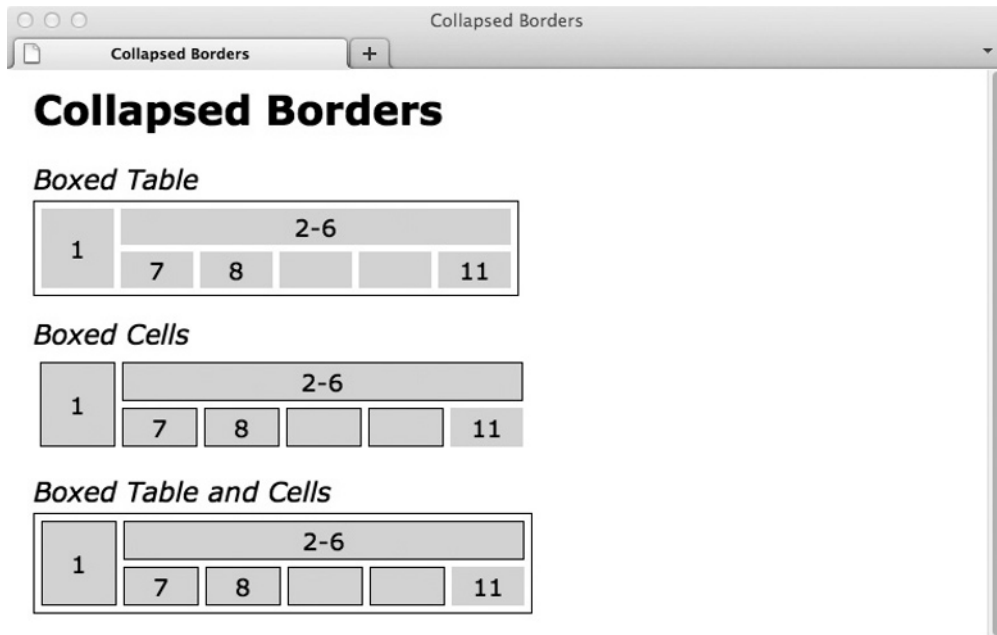 Collapsed Borders
Collapsed Borders +
Collapsed Borders
Boxed Table
1 2-6
7 8 11
Boxed Cells
1 2-6
7 8 11
Boxed Table and Cells
1 2-6
7 8 11